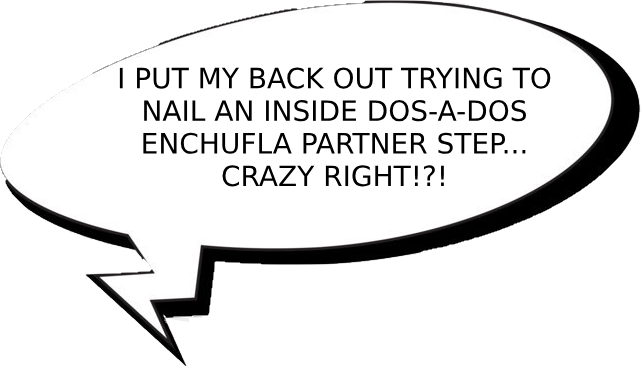 I PUT MY BACK OUT TRYING TO
NAIL AN INSIDE DOS-A-DOS
ENCHUFLA PARTNER STEP...
CRAZY RIGHT!?!